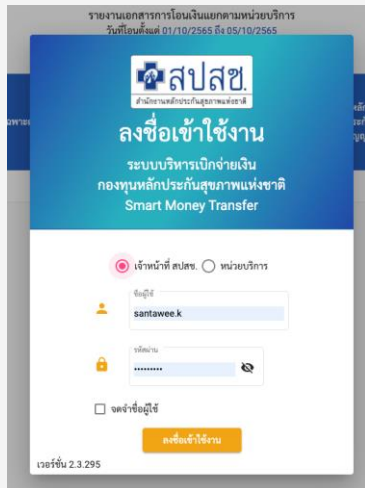 รายงานเอกสารการโอนเงินแยกตามหน่วยบริการ
วันที่โอนตั้งแต่ 01/10/2565 ถึง 05/10/2565
สปสช.
สำนักงานหลักประกันสุขภาพแห่งชาติ
ลงชื่อเข้าใช้งาน
ระบบบริหารเบิกจ่ายเงิน
กองทุนหลักประกันสุขภาพแห่งชาติ
Smart Money Transfer
เจ้าหน้าที่ สปสช. หน่วยบริการ
ชื่อผู้ใช้
santawee.k
รหัสผ่าน
•••••••••
จดจำชื่อผู้ใช้
ลงชื่อเข้าใช้งาน
เวอร์ชั่น 2.3.295